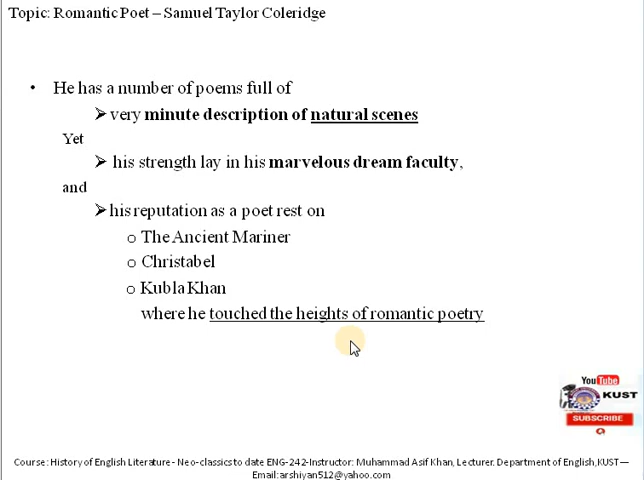 Topic: Romantic Poet – Samuel Taylor Coleridge
• He has a number of poems full of
➢ very minute description of natural scenes
Yet
➢ his strength lay in his marvelous dream faculty,
and
➢ his reputation as a poet rest on
o The Ancient Mariner
o Christabel
o Kubla Khan
where he touched the heights of romantic poetry
YouTube
KUST
SUBSCRIBE
Course: History of English Literature - Neo-classics to date ENG-242-Instructor: Muhammad Asif Khan, Lecturer. Department of English,KUST—
Email:arshiyan512@yahoo.com